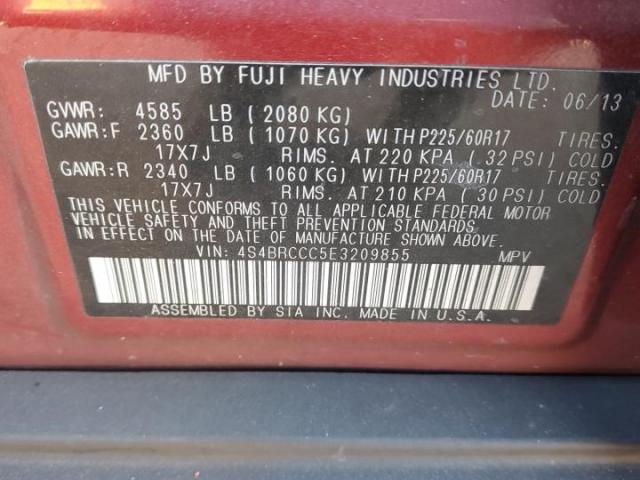 MFD BY FUJI HEAVY INDUSTRIES LTD.
DATE: 06/13
GVWR: 4585 LB (2080 KG)
GAWR:F 2360 LB (1070 KG) WITH P225/60R17 TIRES.
17X7J RIMS. AT 220 KPA (.32 PSI) COLD
GAWR:R 2340 LB (1060 KG) WITH P225/60R17 TIRES.
17X7J RIMS. AT 210 KPA (30 PSI) COLD
THIS VEHICLE CONFORMS TO ALL APPLICABLE FEDERAL MOTOR
VEHICLE SAFETY AND THEFT PREVENTION STANDARDS
IN EFFECT ON THE DATE OF MANUFACTURE SHOWN ABOVE.
VIN: 4S4BRCCC5E3209855 MPV
ASSEMBLED BY SIA INC. MADE IN U.S.A.